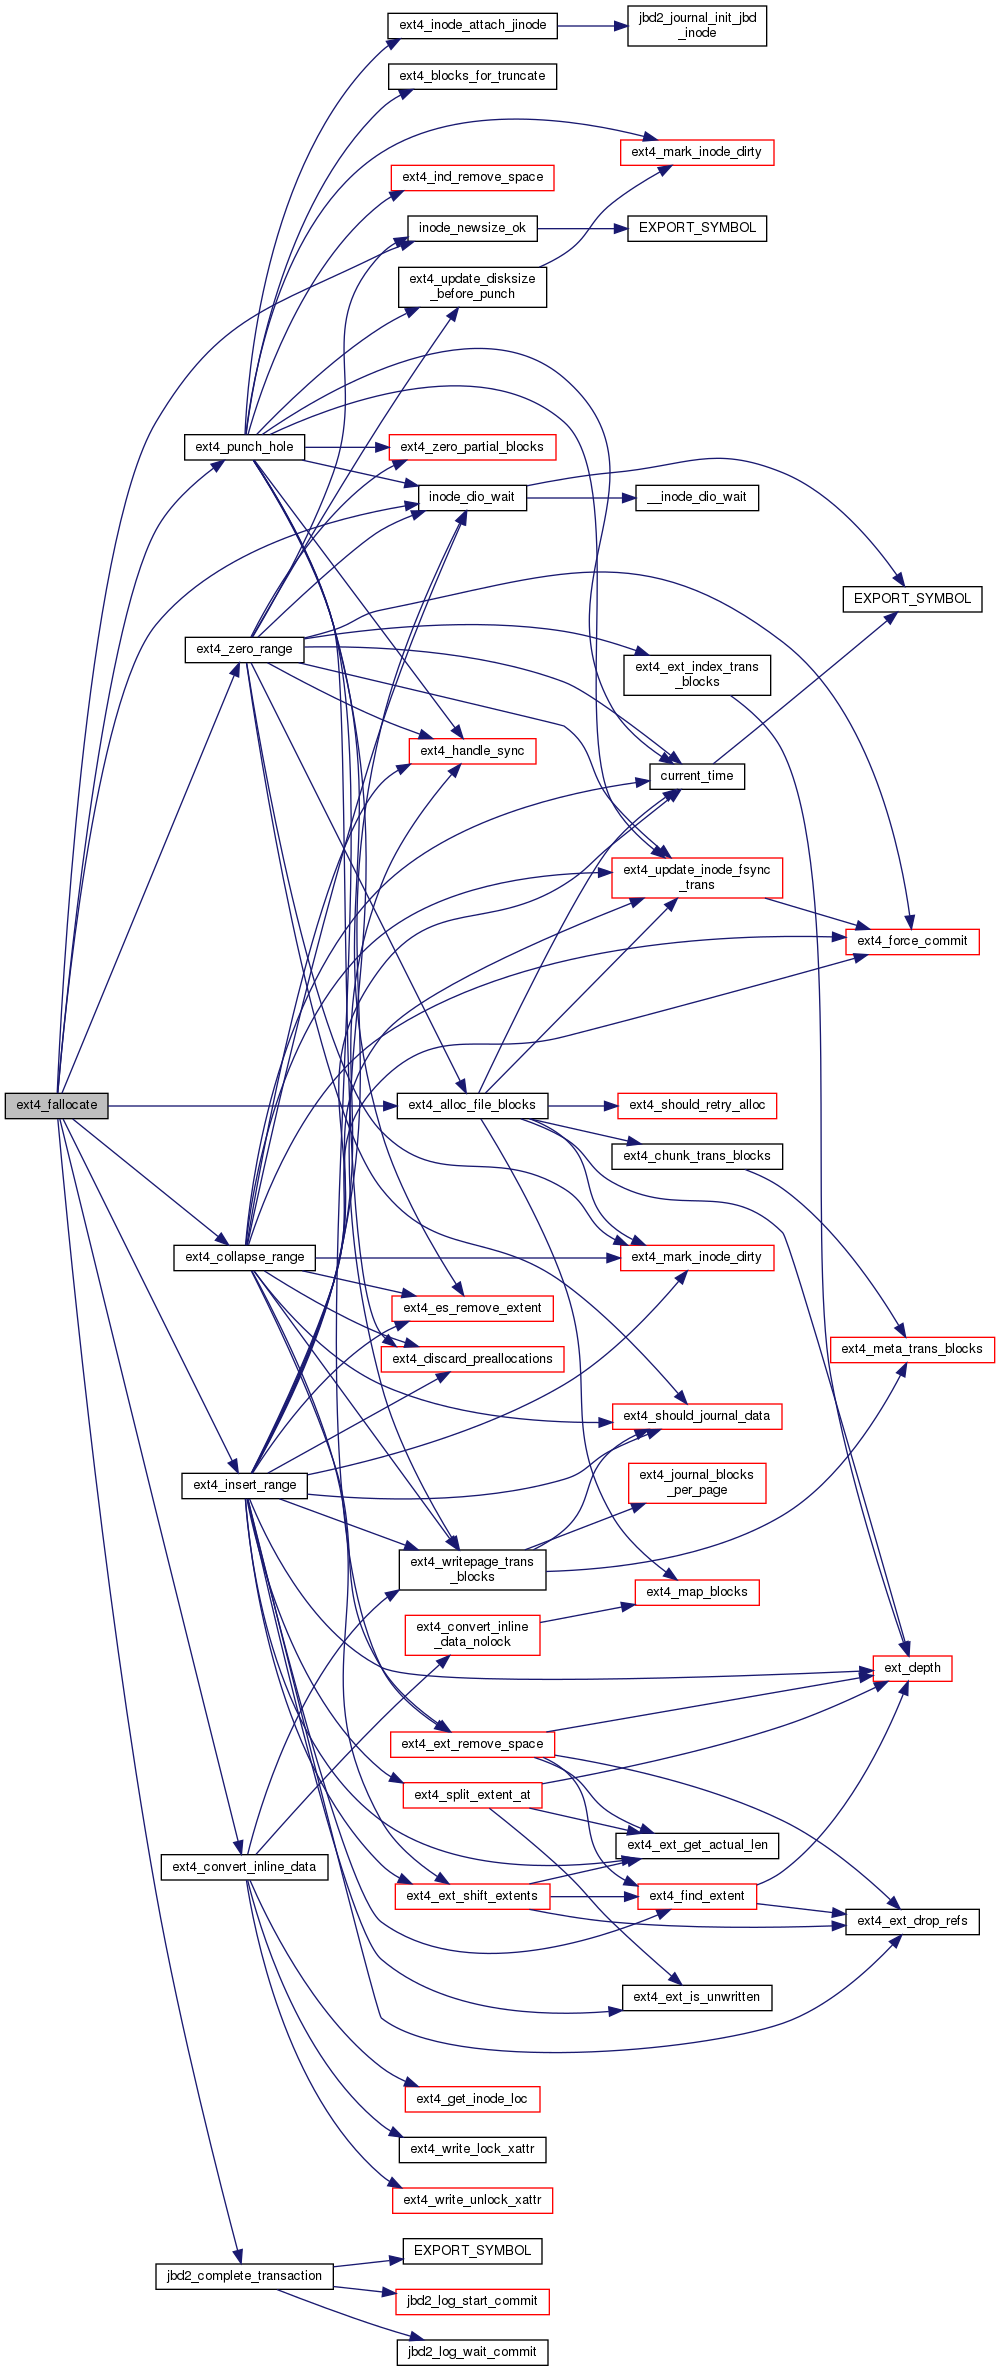 ext4_inode_attach_jinode
jbd2_journal_init_jbd
_inode
ext4_blocks_for_truncate
ext4_mark_inode_dirty
ext4_ind_remove_space
inode_newsize_ok
EXPORT_SYMBOL
ext4_update_disksize
_before_punch
ext4_punch_hole
ext4_zero_partial_blocks
inode_dio_wait
__inode_dio_wait
EXPORT_SYMBOL
ext4_zero_range
ext4_ext_index_trans
_blocks
ext4_handle_sync
current_time
ext4_update_inode_fsync
_trans
ext4_force_commit
ext4_fallocate
ext4_alloc_file_blocks
ext4_should_retry_alloc
ext4_chunk_trans_blocks
ext4_collapse_range
ext4_mark_inode_dirty
ext4_es_remove_extent
ext4_meta_trans_blocks
ext4_discard_preallocations
ext4_should_journal_data
ext4_insert_range
ext4_journal_blocks
_per_page
ext4_writepage_trans
_blocks
ext4_map_blocks
ext4_convert_inline
_data_nolock
ext_depth
ext4_ext_remove_space
ext4_split_extent_at
ext4_ext_get_actual_len
ext4_convert_inline_data
ext4_ext_shift_extents
ext4_find_extent
ext4_ext_drop_refs
ext4_ext_is_unwritten
ext4_get_inode_loc
ext4_write_lock_xattr
ext4_write_unlock_xattr
EXPORT_SYMBOL
jbd2_complete_transaction
jbd2_log_start_commit
jbd2_log_wait_commit